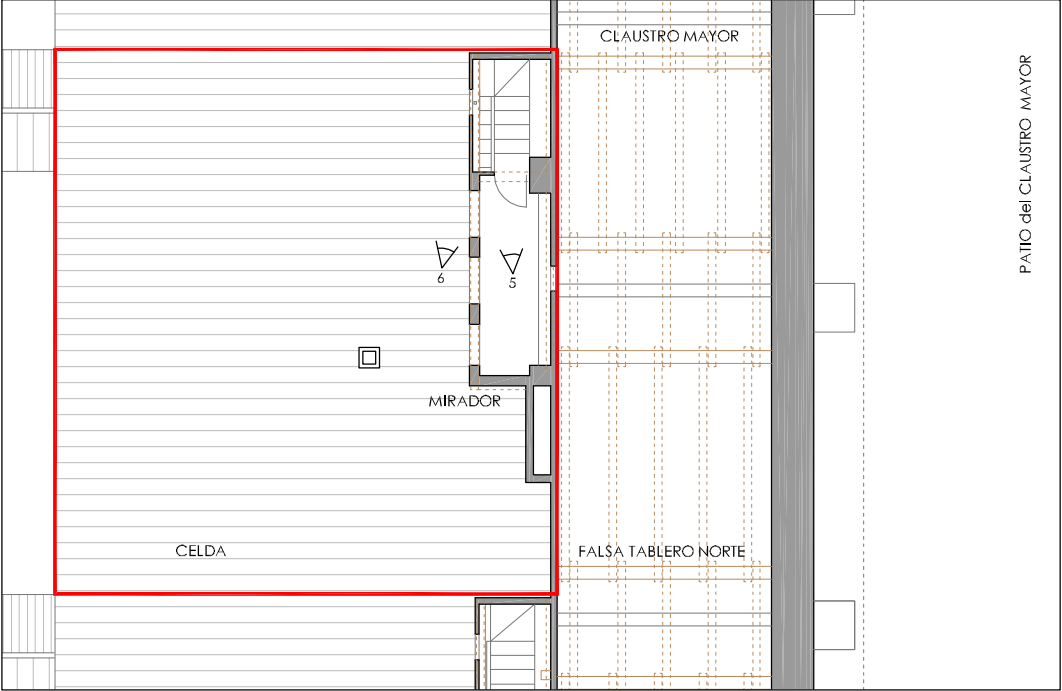 CLAUSTRO MAYOR
PATIO del CLAUSTRO MAYOR
6
5
MIRADOR
CELDA
FALSA TABLERO NORTE